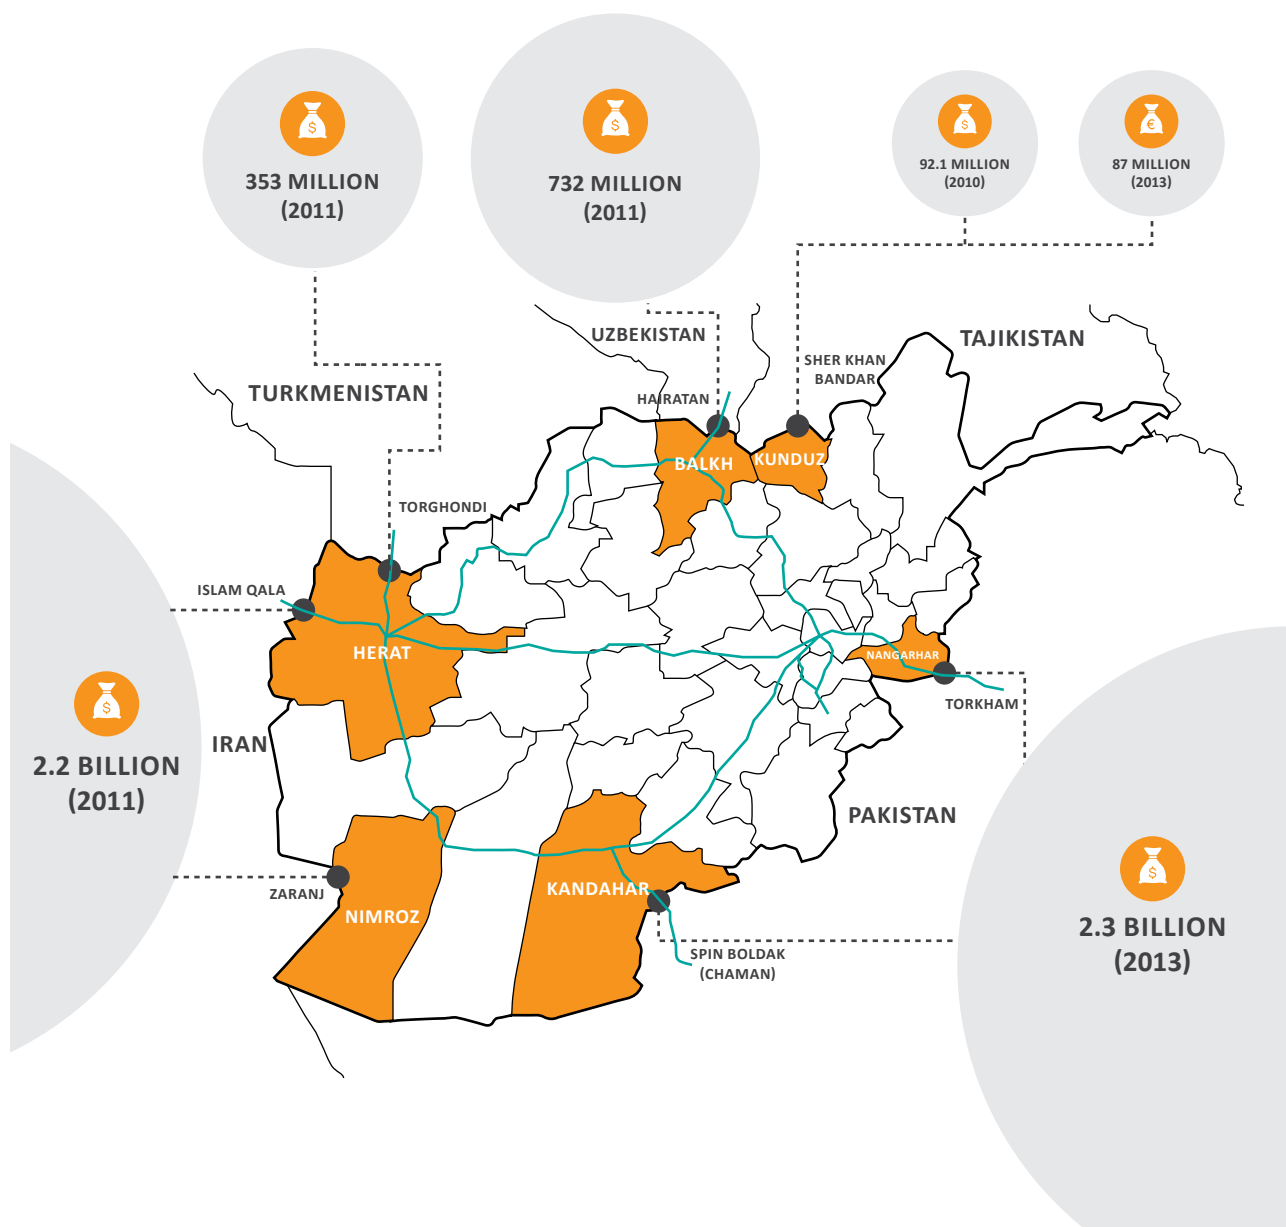 $
353 MILLION
(2011)
$
732 MILLION
(2011)
$
92.1 MILLION
(2010)
€
87 MILLION
(2013)
UZBEKISTAN
TAJIKISTAN
SHER KHAN
BANDAR
TURKMENISTAN
HAIRATAN
BALKH
KUNDUZ
TORGHONDI
ISLAM QALA
HERAT
NANGARHAR
TORKHAM
$
2.2 BILLION
(2011)
IRAN
PAKISTAN
ZARANJ
NIMROZ
KANDAHAR
SPIN BOLDAK
(CHAMAN)
$
2.3 BILLION
(2013)